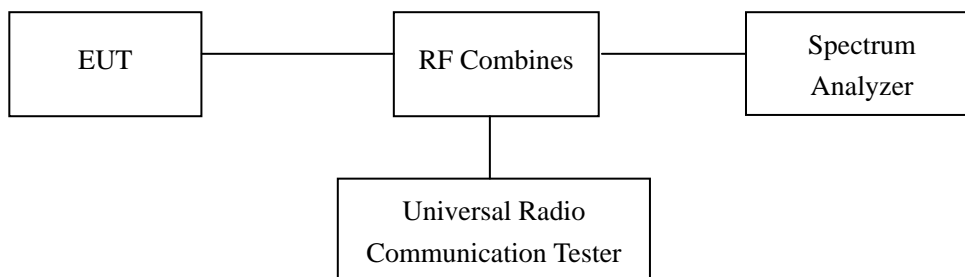 EUT
RF Combines
Spectrum
Analyzer
Universal Radio
Communication Tester